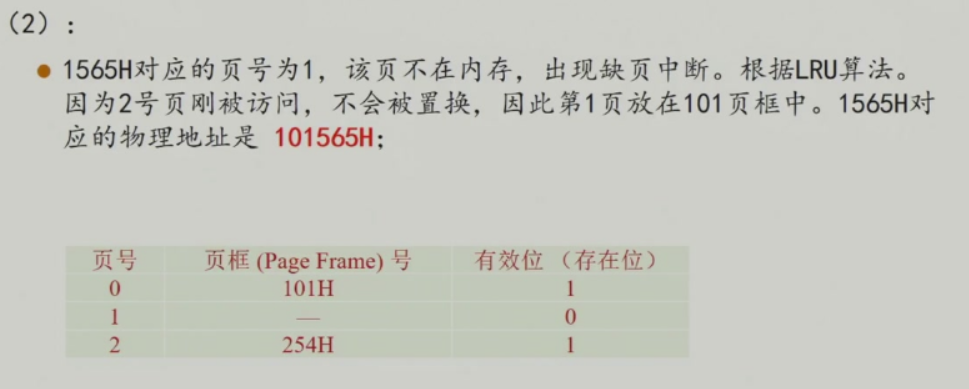 （2）：
1565H对应的页号为1，该页不在内存，出现缺页中断。根据LRU算法。
因为2号页刚被访问，不会被置换，因此第1页放在101页框中。1565H对
应的物理地址是 101565H；
页号 页框 (Page Frame) 号 有效位 （存在位）
0 101H 1
1 — 0
2 254H 1